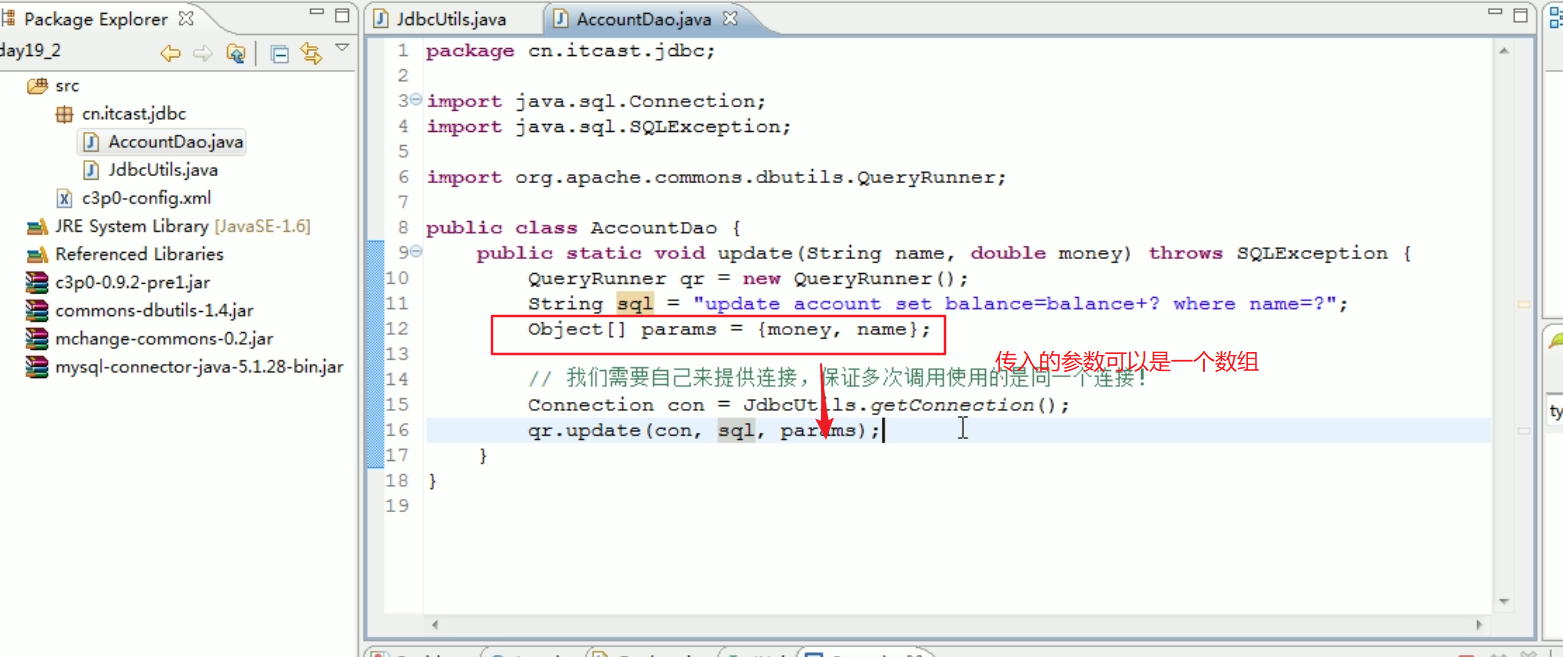 Package Explorer
JdbcUtils.java
AccountDao.java
day19_2
src
cn.itcast.jdbc
AccountDao.java
JdbcUtils.java
c3p0-config.xml
JRE System Library [JavaSE-1.6]
Referenced Libraries
c3p0-0.9.2-pre1.jar
commons-dbutils-1.4.jar
mchange-commons-0.2.jar
mysql-connector-java-5.1.28-bin.jar
1 package cn.itcast.jdbc;
2
3 import java.sql.Connection;
4 import java.sql.SQLException;
5
6 import org.apache.commons.dbutils.QueryRunner;
7
8 public class AccountDao {
9 public static void update(String name, double money) throws SQLException {
10 QueryRunner qr = new QueryRunner();
11 String sql = "update account set balance=balance+? where name=?";
12 Object[] params = {money, name};
13
传入的参数可以是一个数组
14 // 我们需要自己来提供连接，保证多次调用使用的是同一个连接！
15 Connection con = JdbcUtils.getConnection();
16 qr.update(con, sql, params);
17 }
18 }
19
ty